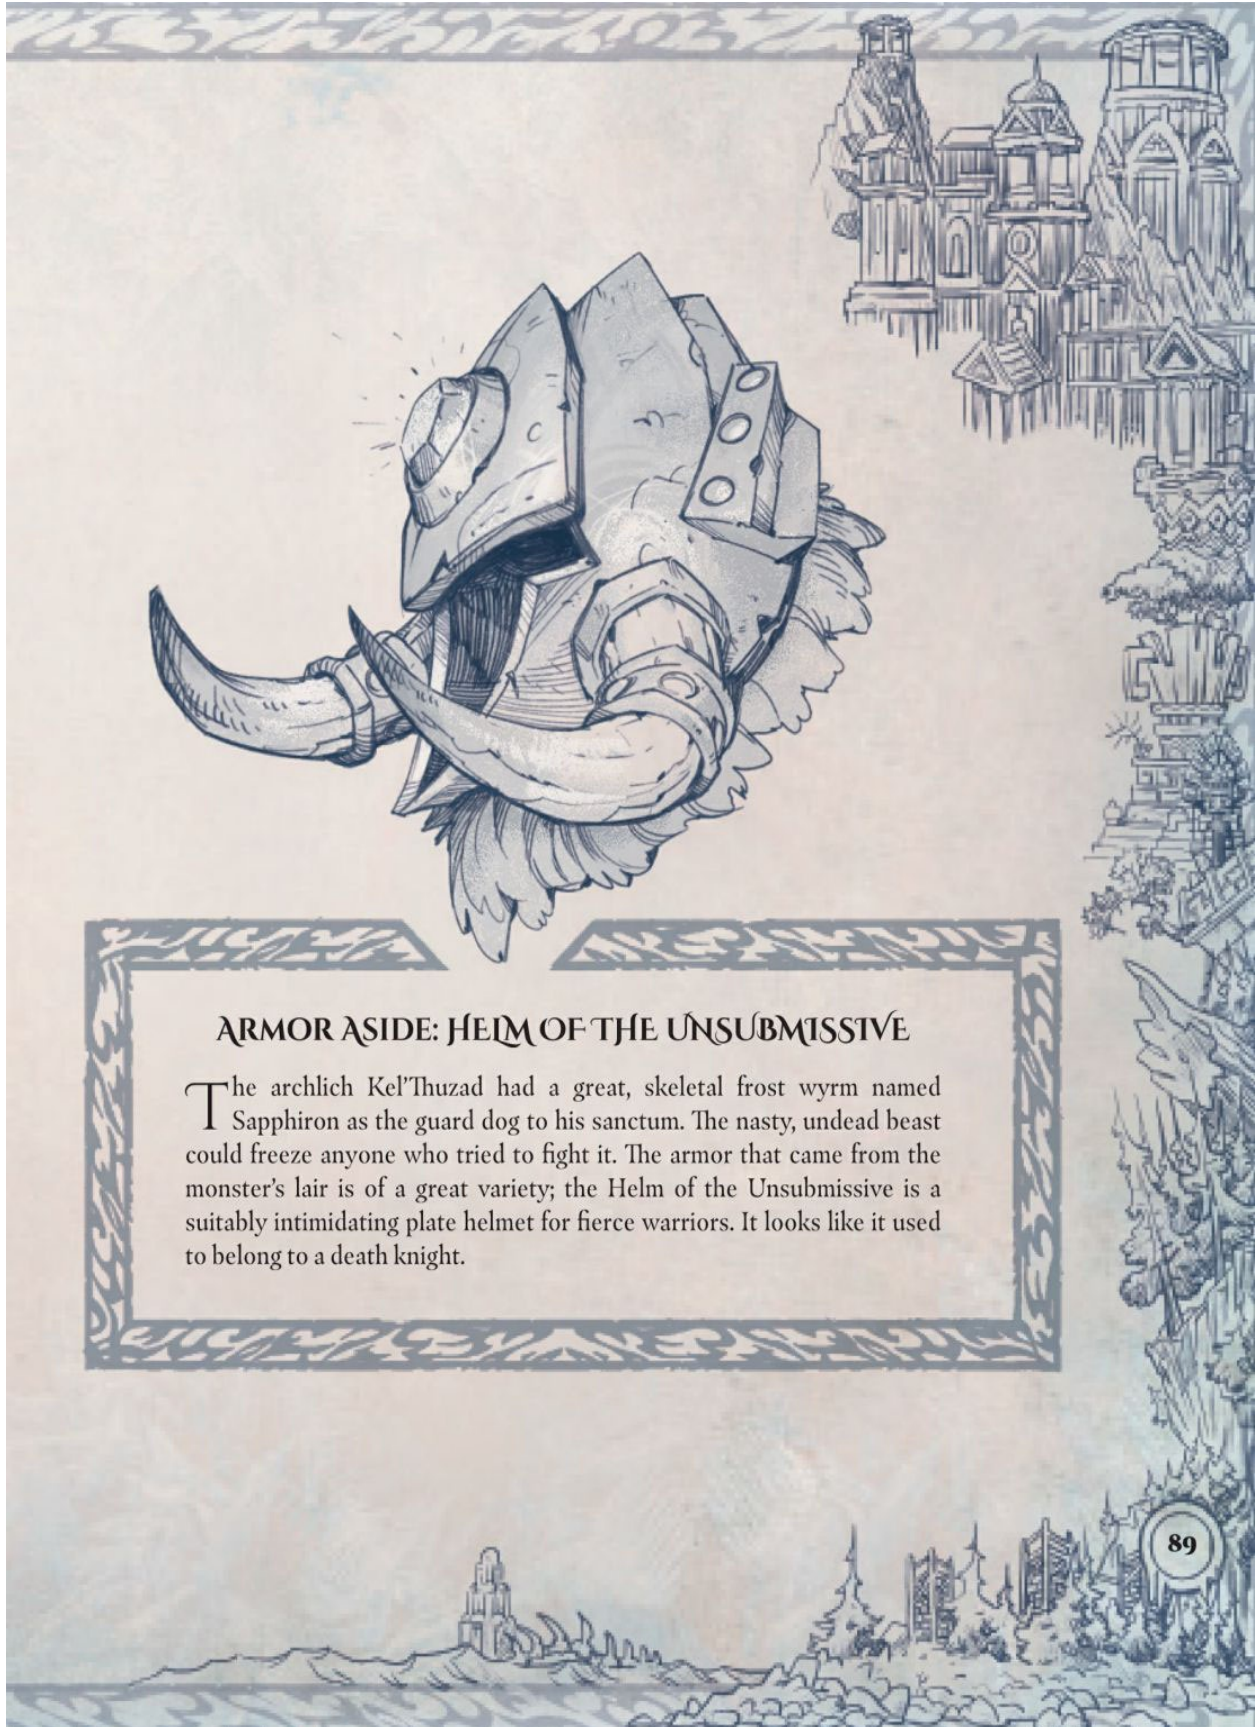 ARMOR ASIDE: HELM OF THE UNSUBMISSIVE
The archlich Kel’Thuzad had a great, skeletal frost wyrm named
Sapphiron as the guard dog to his sanctum. The nasty, undead beast
could freeze anyone who tried to fight it. The armor that came from the
monster’s lair is of a great variety; the Helm of the Unsubmissive is a
suitably intimidating plate helmet for fierce warriors. It looks like it used
to belong to a death knight.
89